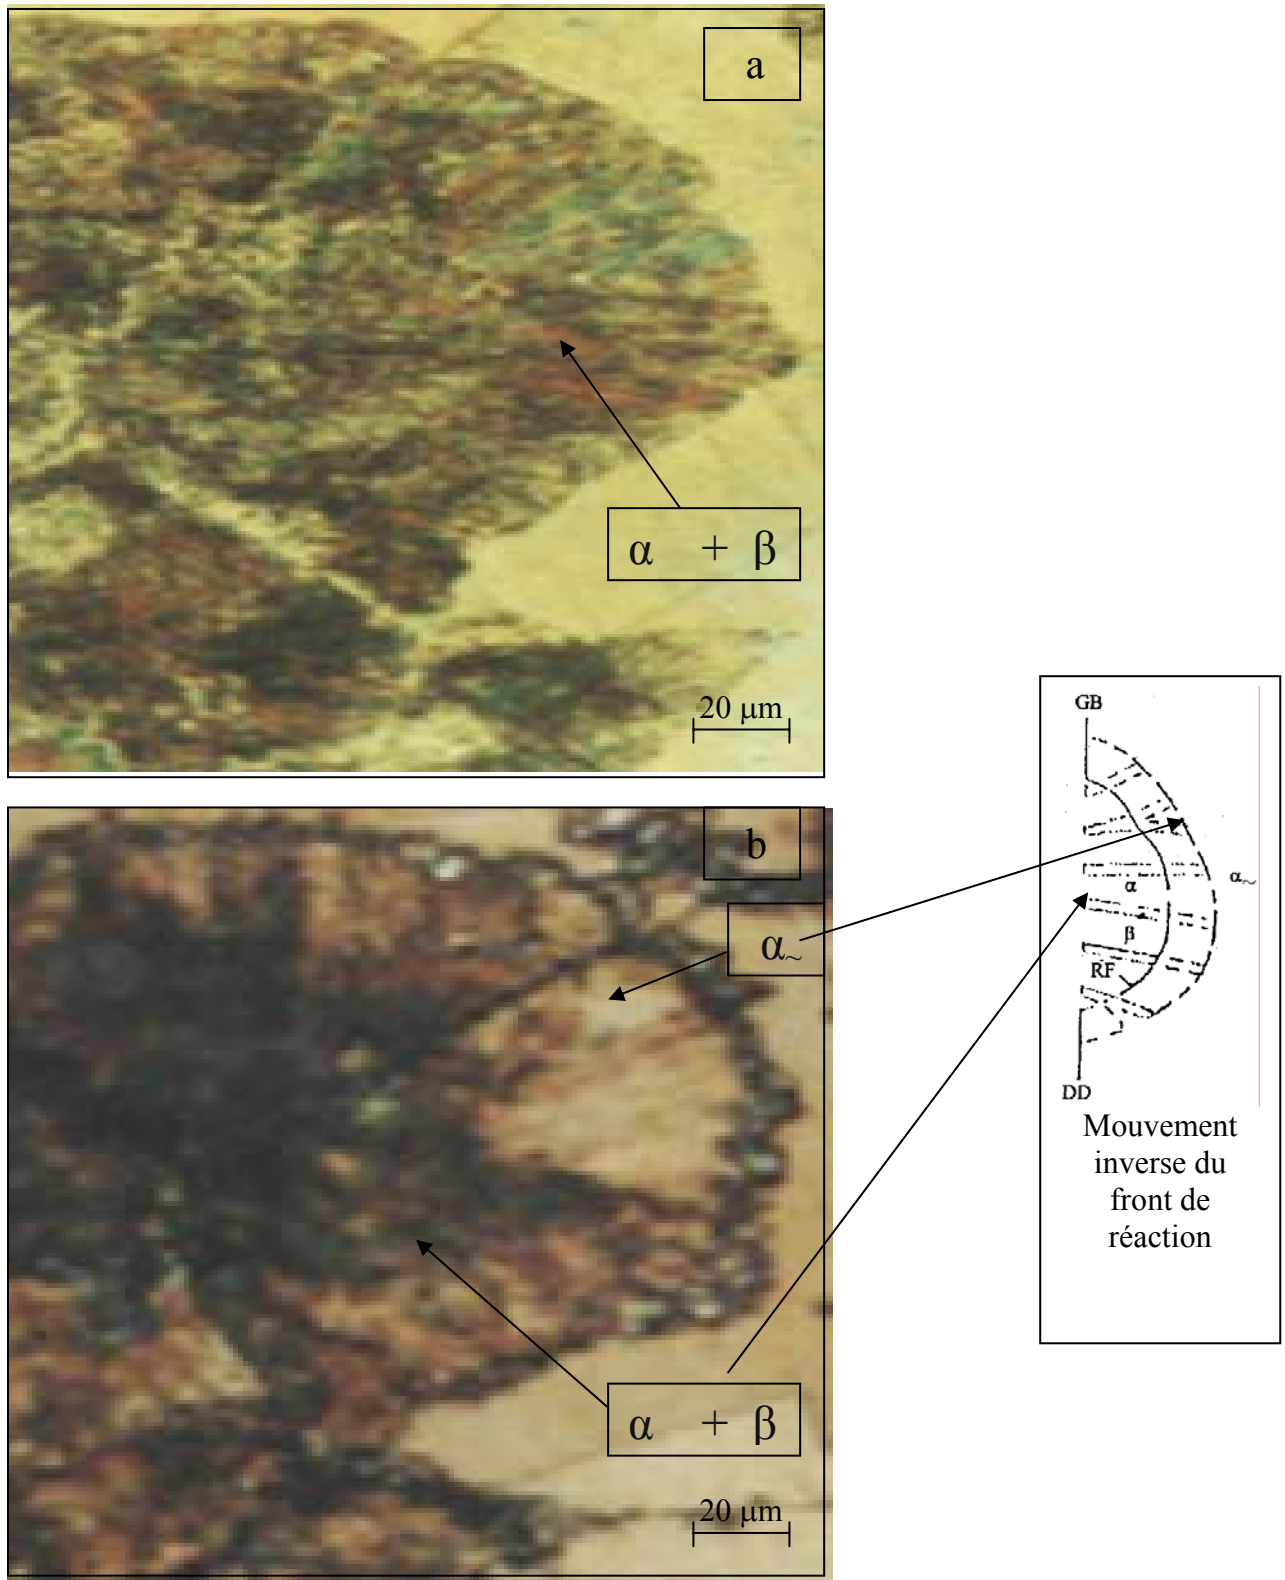 a
α + β
20 μm
b
α~
α + β
20 μm
GB
α
α~
β
RF
DD
Mouvement
inverse du
front de
réaction